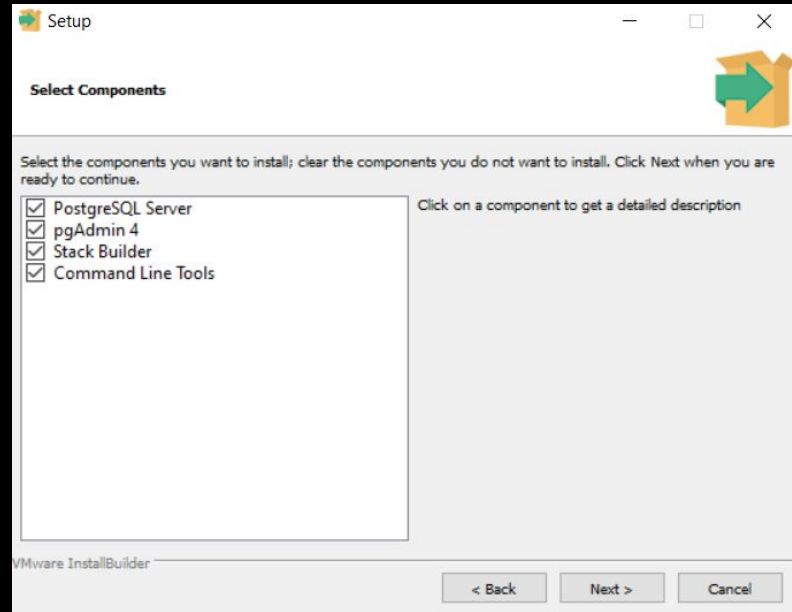 Setup
Select Components
Select the components you want to install; clear the components you do not want to install. Click Next when you are
ready to continue.
PostgreSQL Server
pgAdmin 4
Stack Builder
Command Line Tools
Click on a component to get a detailed description
VMware InstallBuilder
< Back
Next >
Cancel